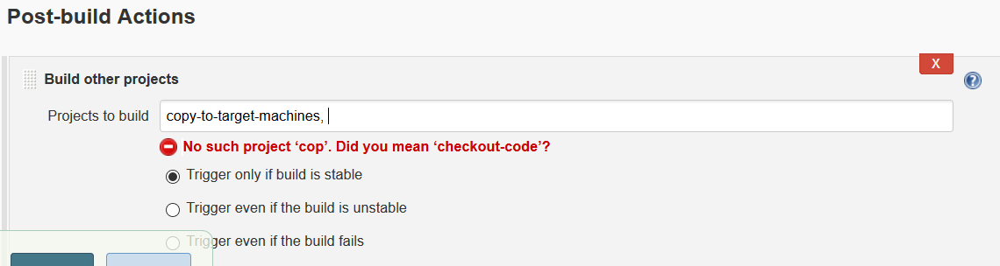 Post-build Actions
X
Build other projects
?
Projects to build copy-to-target-machines,
No such project ‘cop’. Did you mean ‘checkout-code’?
Trigger only if build is stable
Trigger even if the build is unstable
Trigger even if the build fails